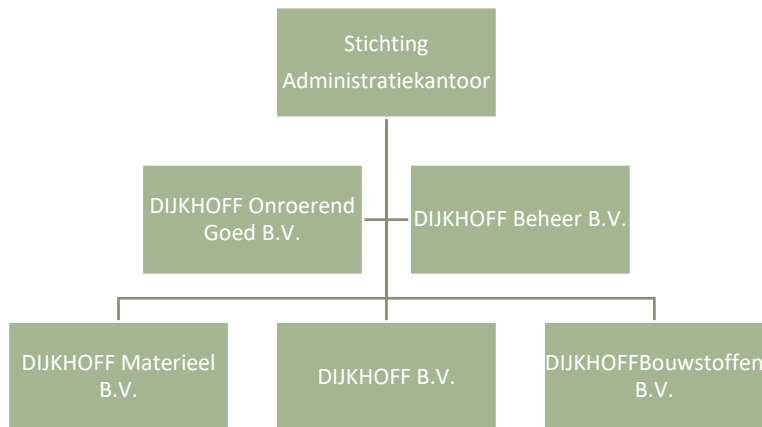 Stichting
Administratiekantoor
DIJKHOFF Onroerend
Goed B.V.
DIJKHOFF Beheer B.V.
DIJKHOFF Materieel
B.V.
DIJKHOFF B.V.
DIJKHOFFBouwstoffen
B.V.